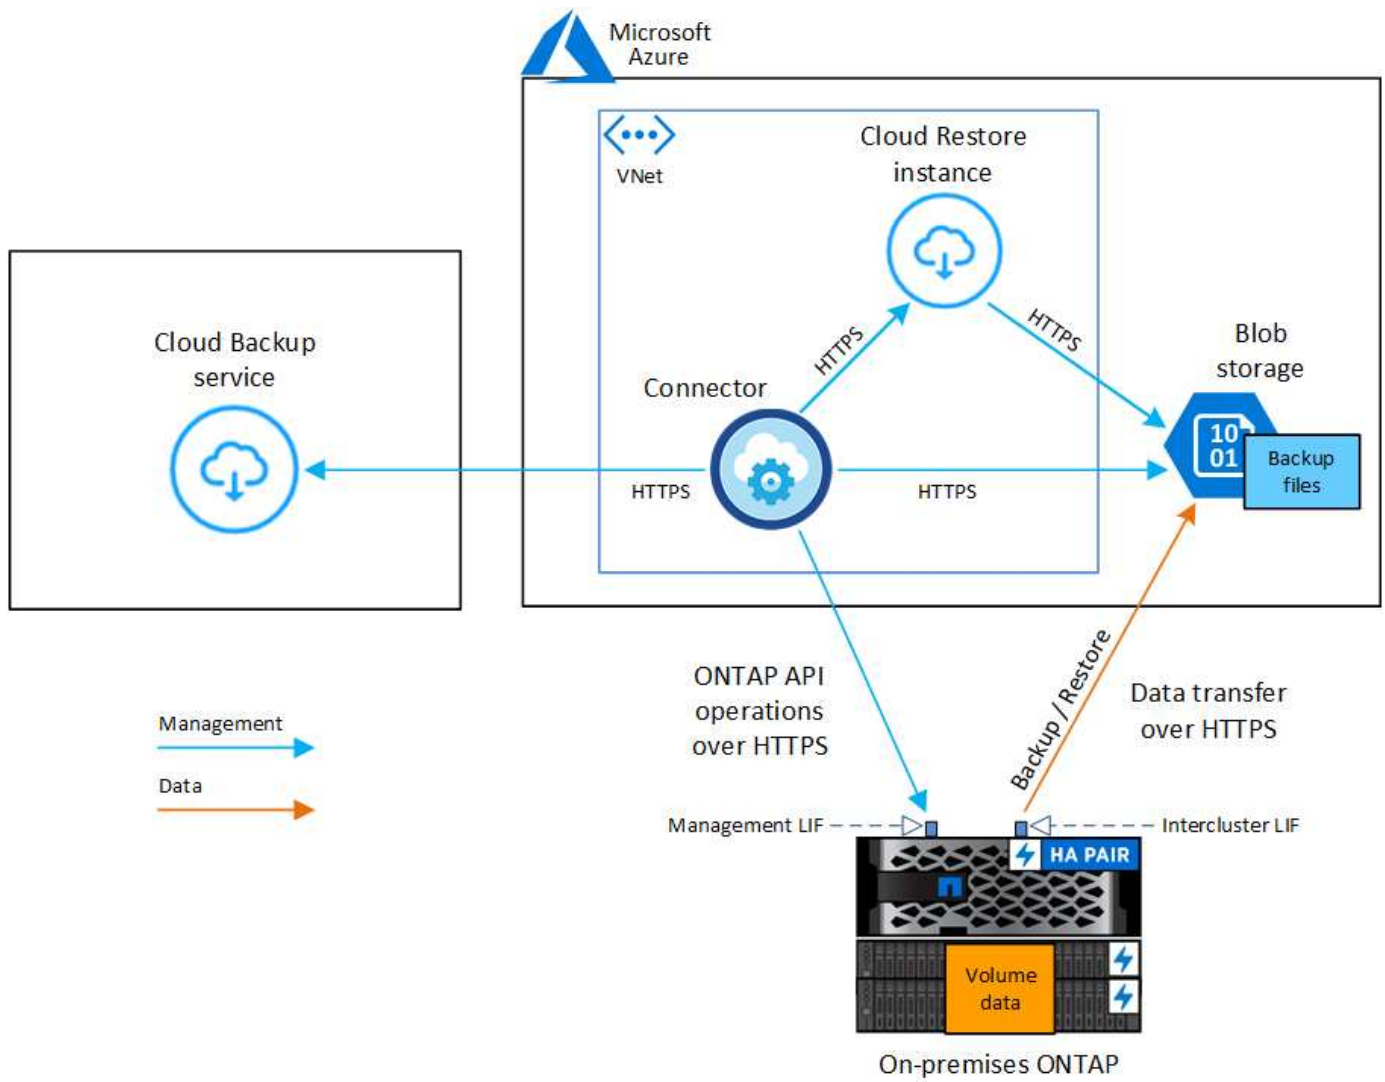 Microsoft
Azure
VNet
Cloud Restore
instance
HTTPS
HTTPS
Blob
storage
Cloud Backup
service
Connector
10
01
Backup
files
HTTPS
HTTPS
ONTAP API
operations
over HTTPS
Backup / Restore
Data transfer
over HTTPS
Management
Data
Management LIF
Intercluster LIF
HA PAIR
Volume
data
On-premises ONTAP